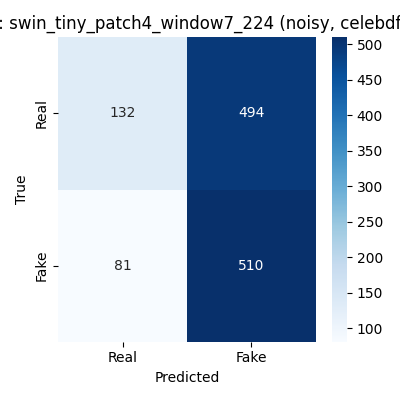 : swin_tiny_patch4_window7_224 (noisy, celebdf
Real
132
494
Fake
81
510
True
Real
Fake
Predicted
500
450
400
350
300
250
200
150
100